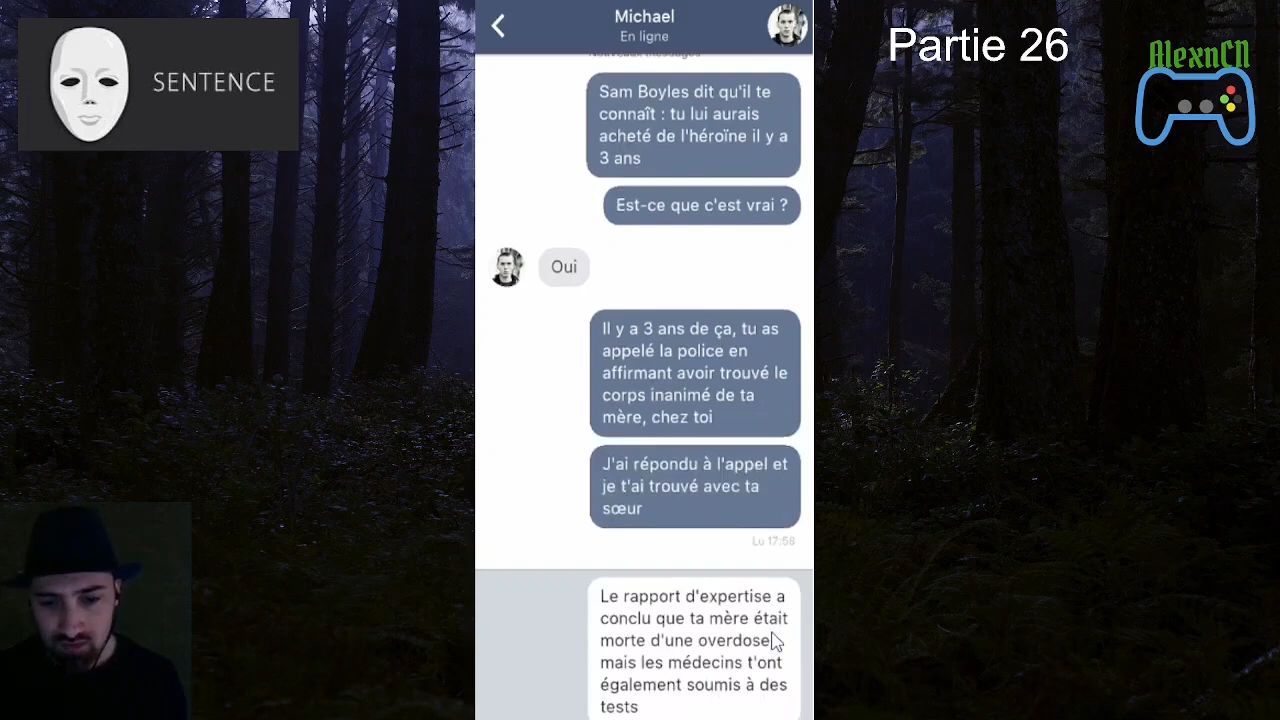 SENTENCE
Michael
En ligne
Nouveaux messages
Sam Boyles dit qu'il te
connaît : tu lui aurais
acheté de l'héroïne il y a
3 ans
Est-ce que c'est vrai ?
Oui
Il y a 3 ans de ça, tu as
appelé la police en
affirmant avoir trouvé le
corps inanimé de ta
mère, chez toi
J'ai répondu à l'appel et
je t'ai trouvé avec ta
sœur
Lu 17:58
Le rapport d'expertise a
conclu que ta mère était
morte d'une overdose
mais les médecins t'ont
également soumis à des
tests
Partie 26
AlexnCN